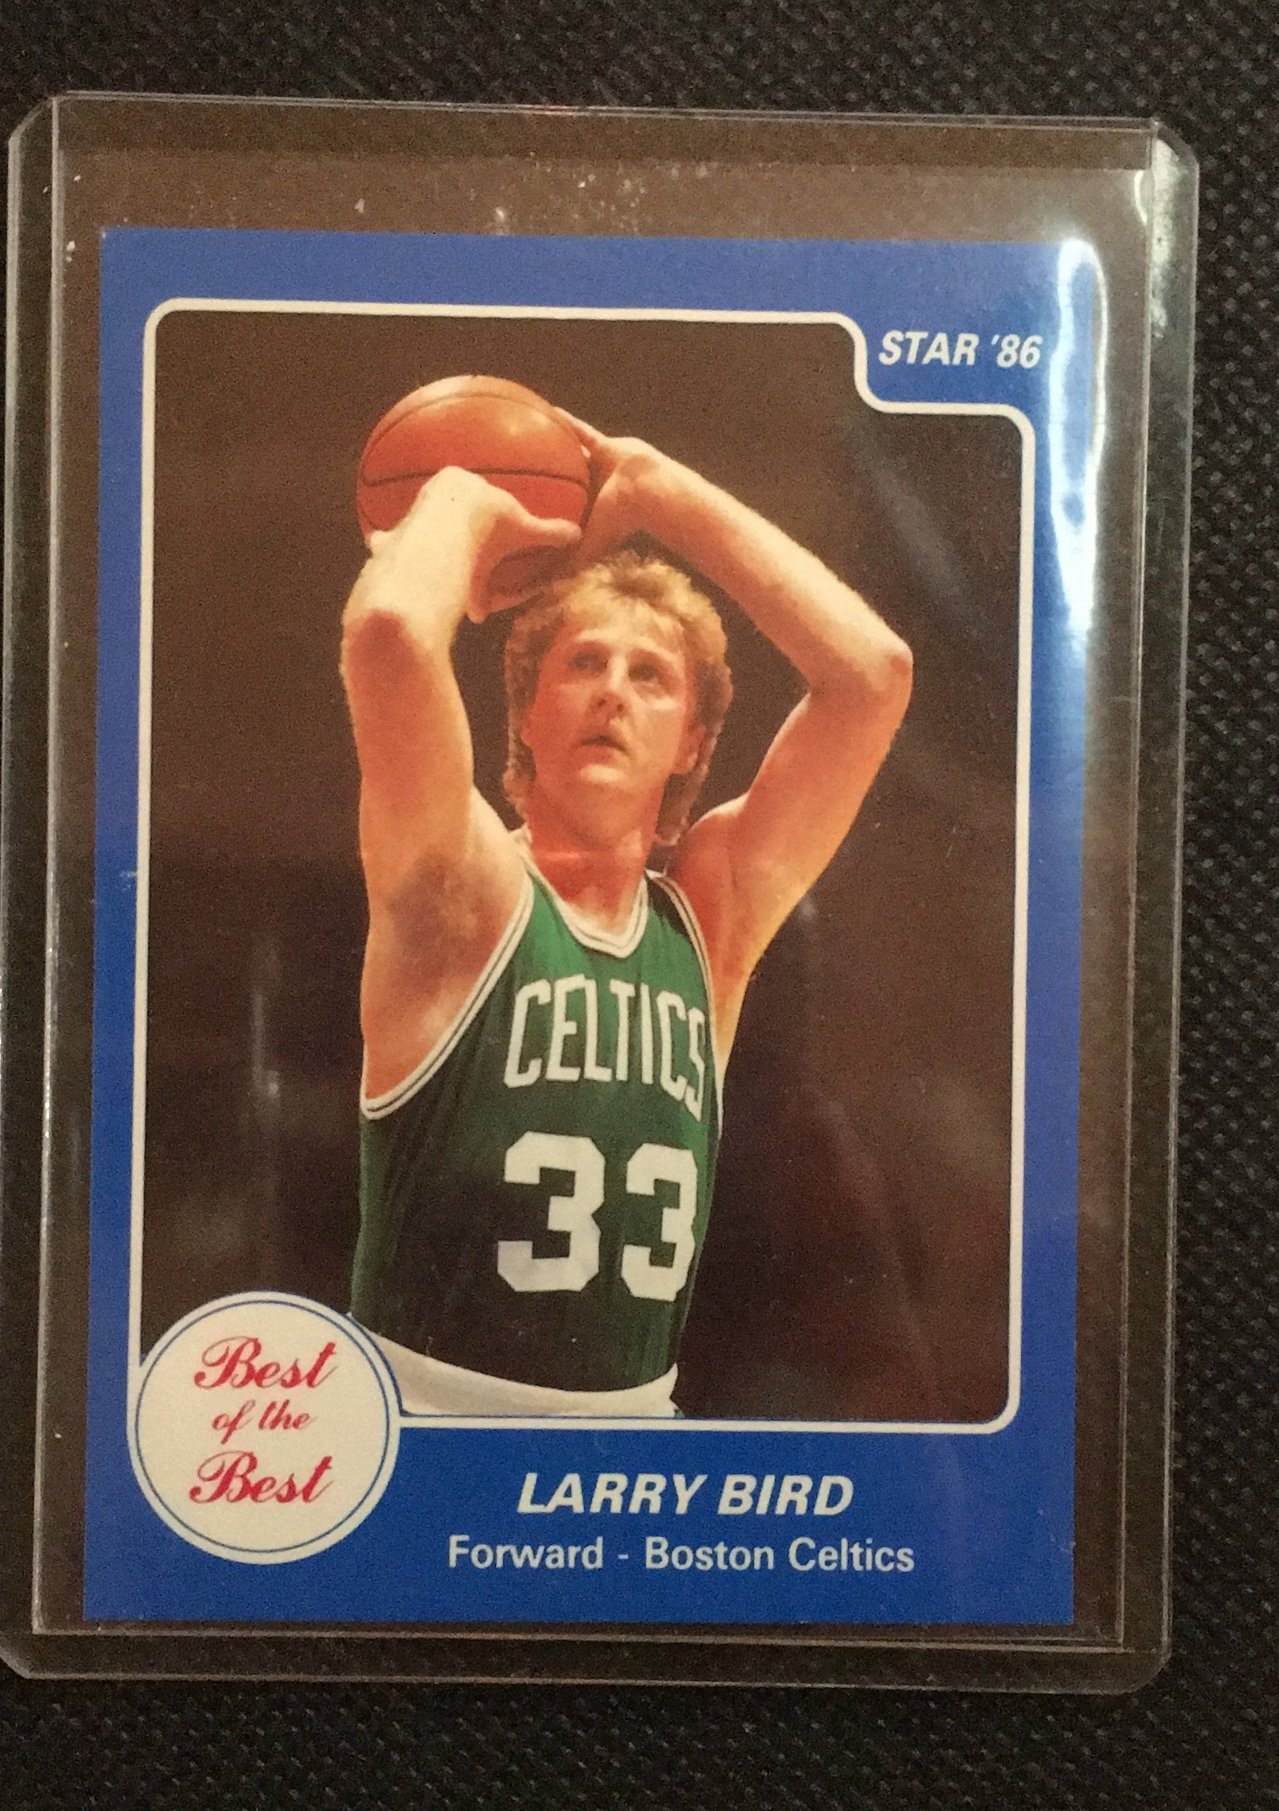 STAR '86
CELTICS
33
Best
of the
Best
LARRY BIRD
Forward - Boston Celtics